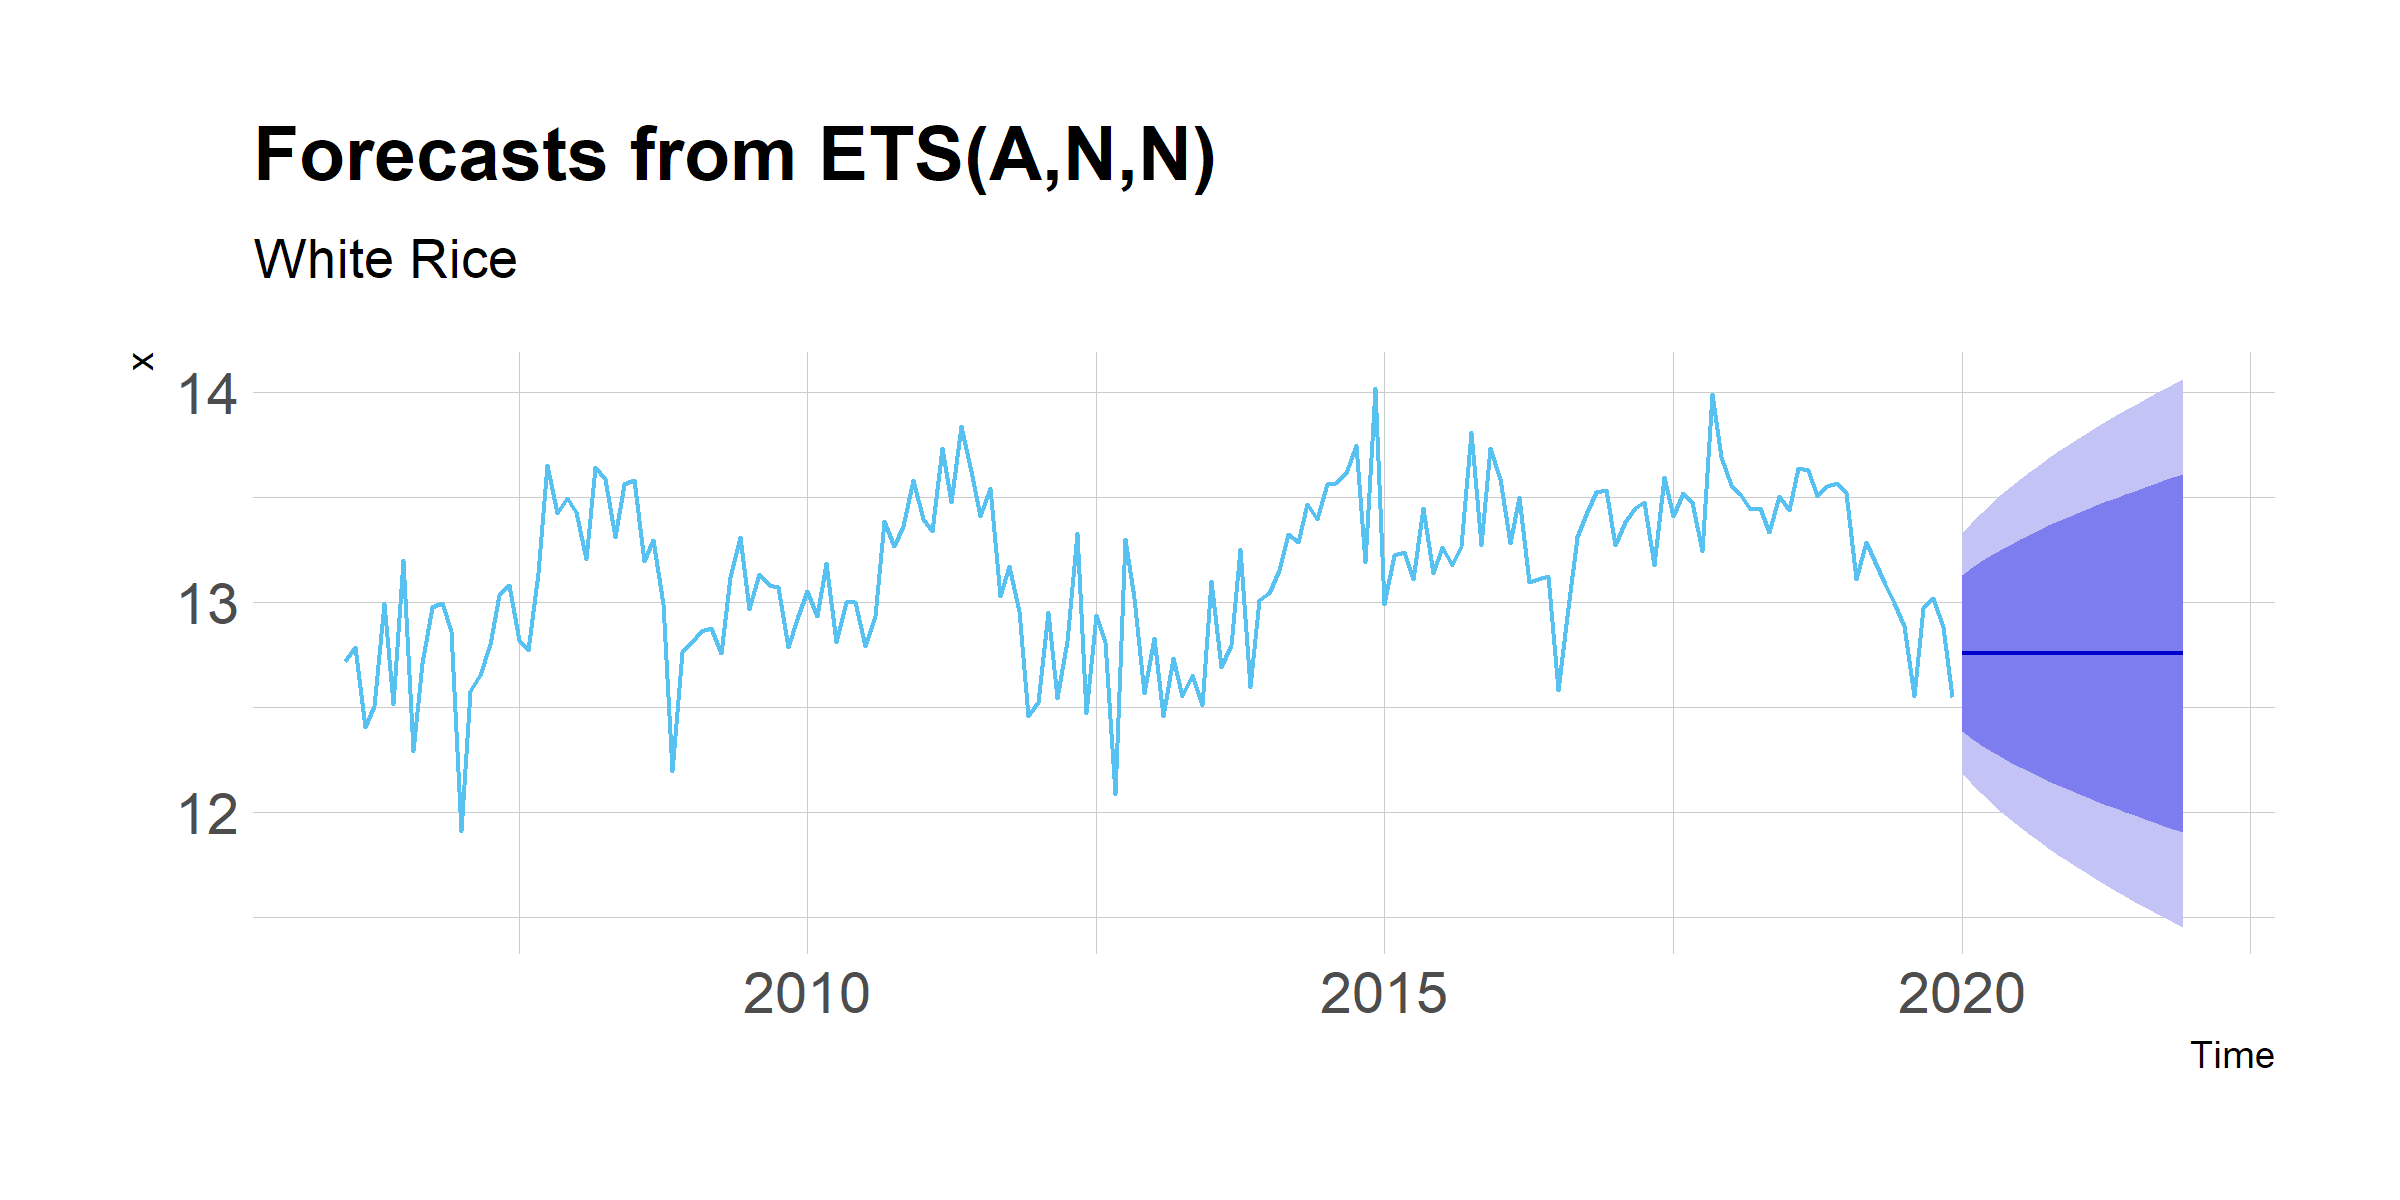 Forecasts from ETS(A,N,N)
White Rice
x
14
13
12
2010 2015 2020
Time